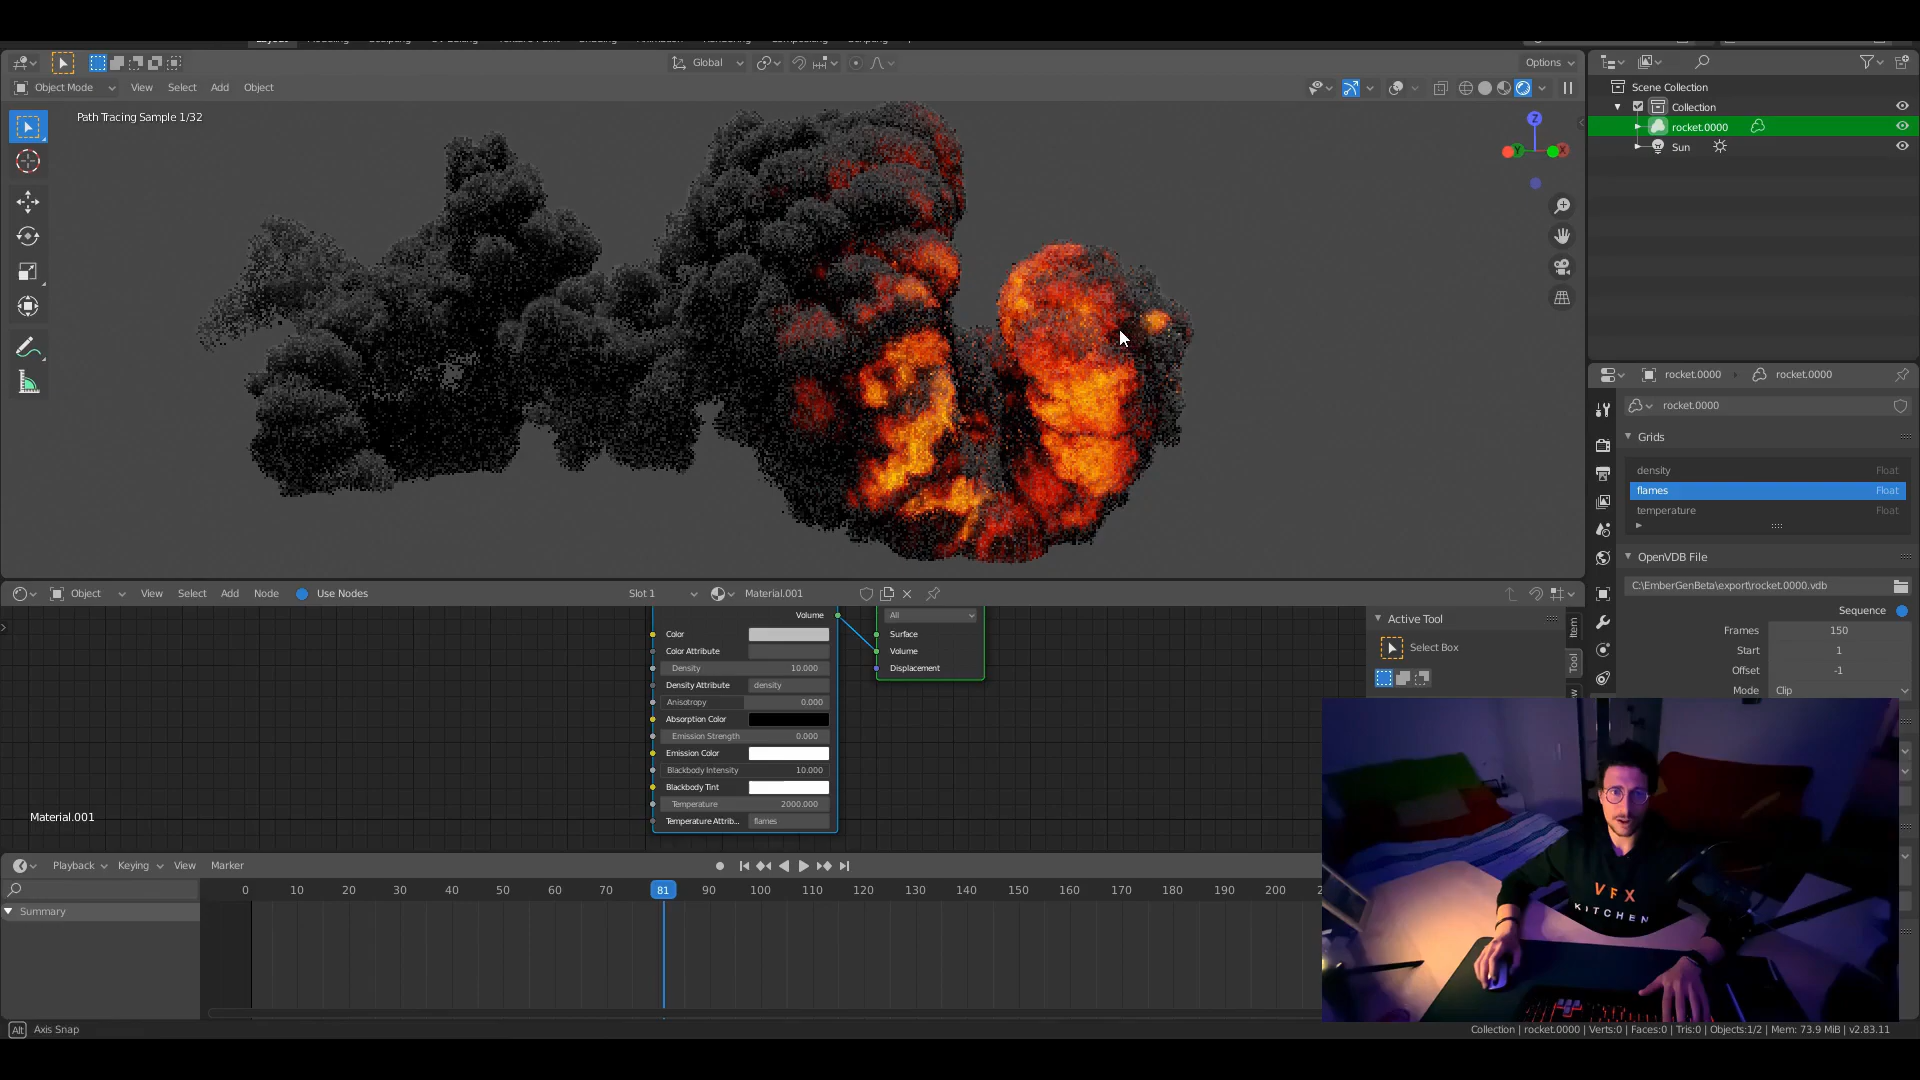 Global
Options
Object Mode View Select Add Object
Path Tracing Sample 1/32
Z
Y
X
Scene Collection
Collection
rocket.0000
Sun
rocket.0000 rocket.0000
rocket.0000
Grids
density Float
flames Float
temperature Float
OpenVDB File
C:\EmberGenBeta\export\rocket.0000.vdb
Sequence
Frames 150
Start 1
Offset -1
Mode Clip
Object View Select Add Node Use Nodes Slot 1 Material.001
Volume
Color
Color Attribute
Density 10.000
Density Attribute density
Anisotropy 0.000
Absorption Color
Emission Strength 0.000
Emission Color
Blackbody Intensity 10.000
Blackbody Tint
Temperature 2000.000
Temperature Attrib... flames
All
Surface
Volume
Displacement
Active Tool
Select Box
Item
Tool
Material.001
Playback Keying View Marker
0 10 20 30 40 50 60 70 81 90 100 110 120 130 140 150 160 170 180 190 200
Summary
VFX
KITCHEN
Alt Axis Snap
Collection | rocket.0000 | Verts:0 | Faces:0 | Tris:0 | Objects:1/2 | Mem: 73.9 MiB | v2.83.11